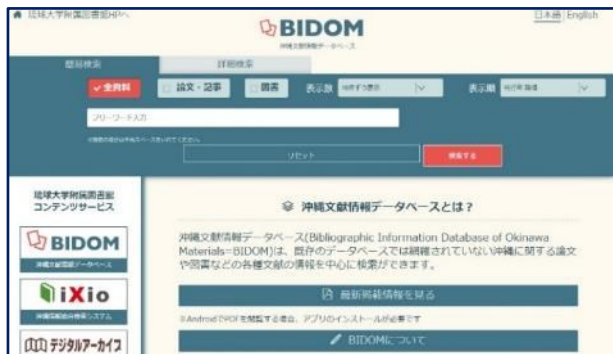 琉球大学附属図書館HPへ
日本語 | English
BIDOM
沖縄文献情報データベース
簡易検索
詳細検索
全資料
論文・記事
図書
表示数
表示順
フリーワード入力
リセット
検索する
琉球大学附属図書館
コンテンツサービス
BIDOM
沖縄文献情報データベース
iXio
デジタルアーカイブ
沖縄文献情報データベースとは？
沖縄文献情報データベース(Bibliographic Information Database of Okinawa
Materials=BIDOM)は、既存のデータベースでは網羅されていない沖縄に関する論文
や図書などの各種文献の情報を中心に検索ができます。
最新掲載情報を見る
※AndroidでPDFを閲覧する場合、アプリのインストールが必要です
BIDOMについて